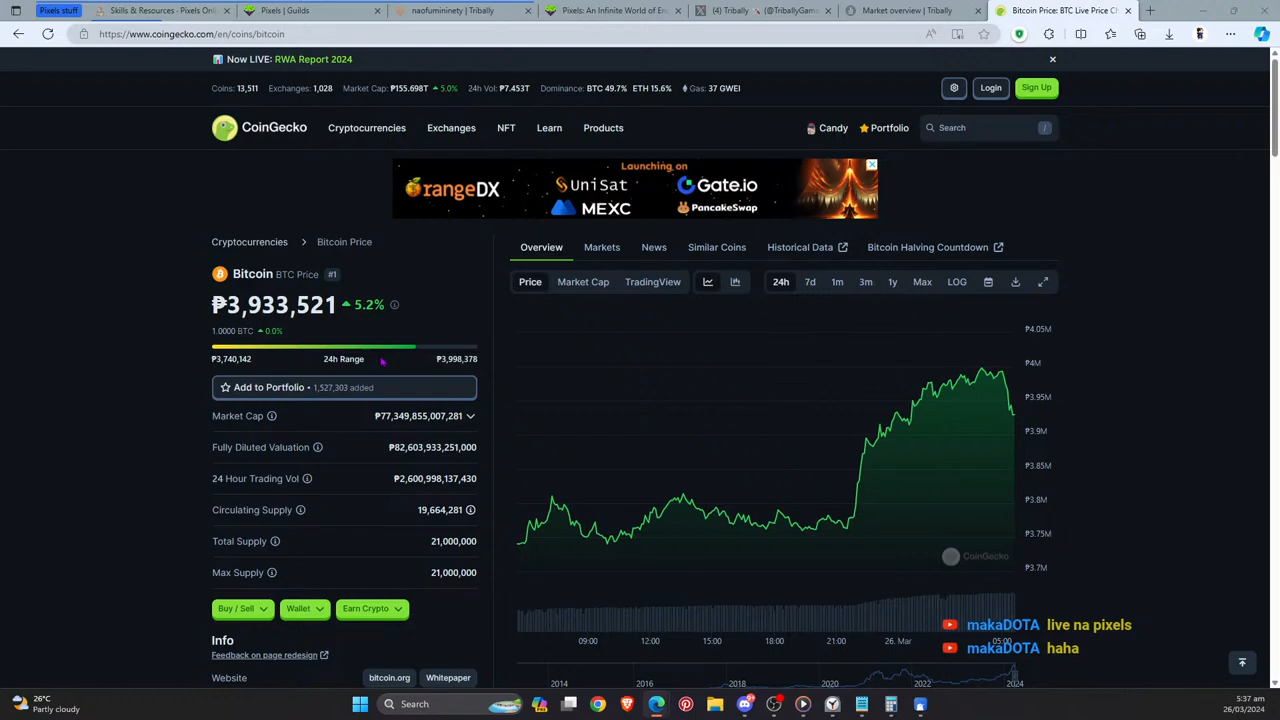 Pixels stuff
Skills & Resources - Pixels Onl
Pixels | Guilds
naofumininety | Tribally
Pixels: An Infinite World of En
(4) Tribally
TriballyGame
Market overview | Tribally
Bitcoin Price: BTC Live Price Ch
https://www.coingecko.com/en/coins/bitcoin
Now LIVE: RWA Report 2024
Coins: 13,511 Exchanges: 1,028 Market Cap: ₱155.698T 5.0% 24h Vol: ₱7.453T Dominance: BTC 49.7% ETH 15.6% Gas: 37 GWEI
Login
Sign Up
CoinGecko
Cryptocurrencies Exchanges NFT Learn Products
Candy Portfolio Search /
Launching on
rangeDX UniSat Gate.io
MEXC PancakeSwap
Cryptocurrencies > Bitcoin Price
Bitcoin BTC Price #1
₱3,933,521 5.2%
1.0000 BTC 0.0%
₱3,740,142 24h Range ₱3,998,378
Add to Portfolio • 1,527,303 added
Market Cap ₱77,349,855,007,281
Fully Diluted Valuation ₱82,603,933,251,000
24 Hour Trading Vol ₱2,600,998,137,430
Circulating Supply 19,664,281
Total Supply 21,000,000
Max Supply 21,000,000
Buy / Sell Wallet Earn Crypto
Info
Feedback on page redesign
Website bitcoin.org Whitepaper
Overview Markets News Similar Coins Historical Data Bitcoin Halving Countdown
Price Market Cap TradingView 24h 7d 1m 3m 1y Max LOG
₱4.05M
₱4M
₱3.95M
₱3.9M
₱3.85M
₱3.8M
₱3.75M
₱3.7M
CoinGecko
09:00 12:00 15:00 18:00 21:00 26. Mar 05:00
2014 2016 2018 2020 2022 2024
makaDOTA live na pixels
makaDOTA haha
26°C
Partly cloudy
Search
5:37 am
26/03/2024